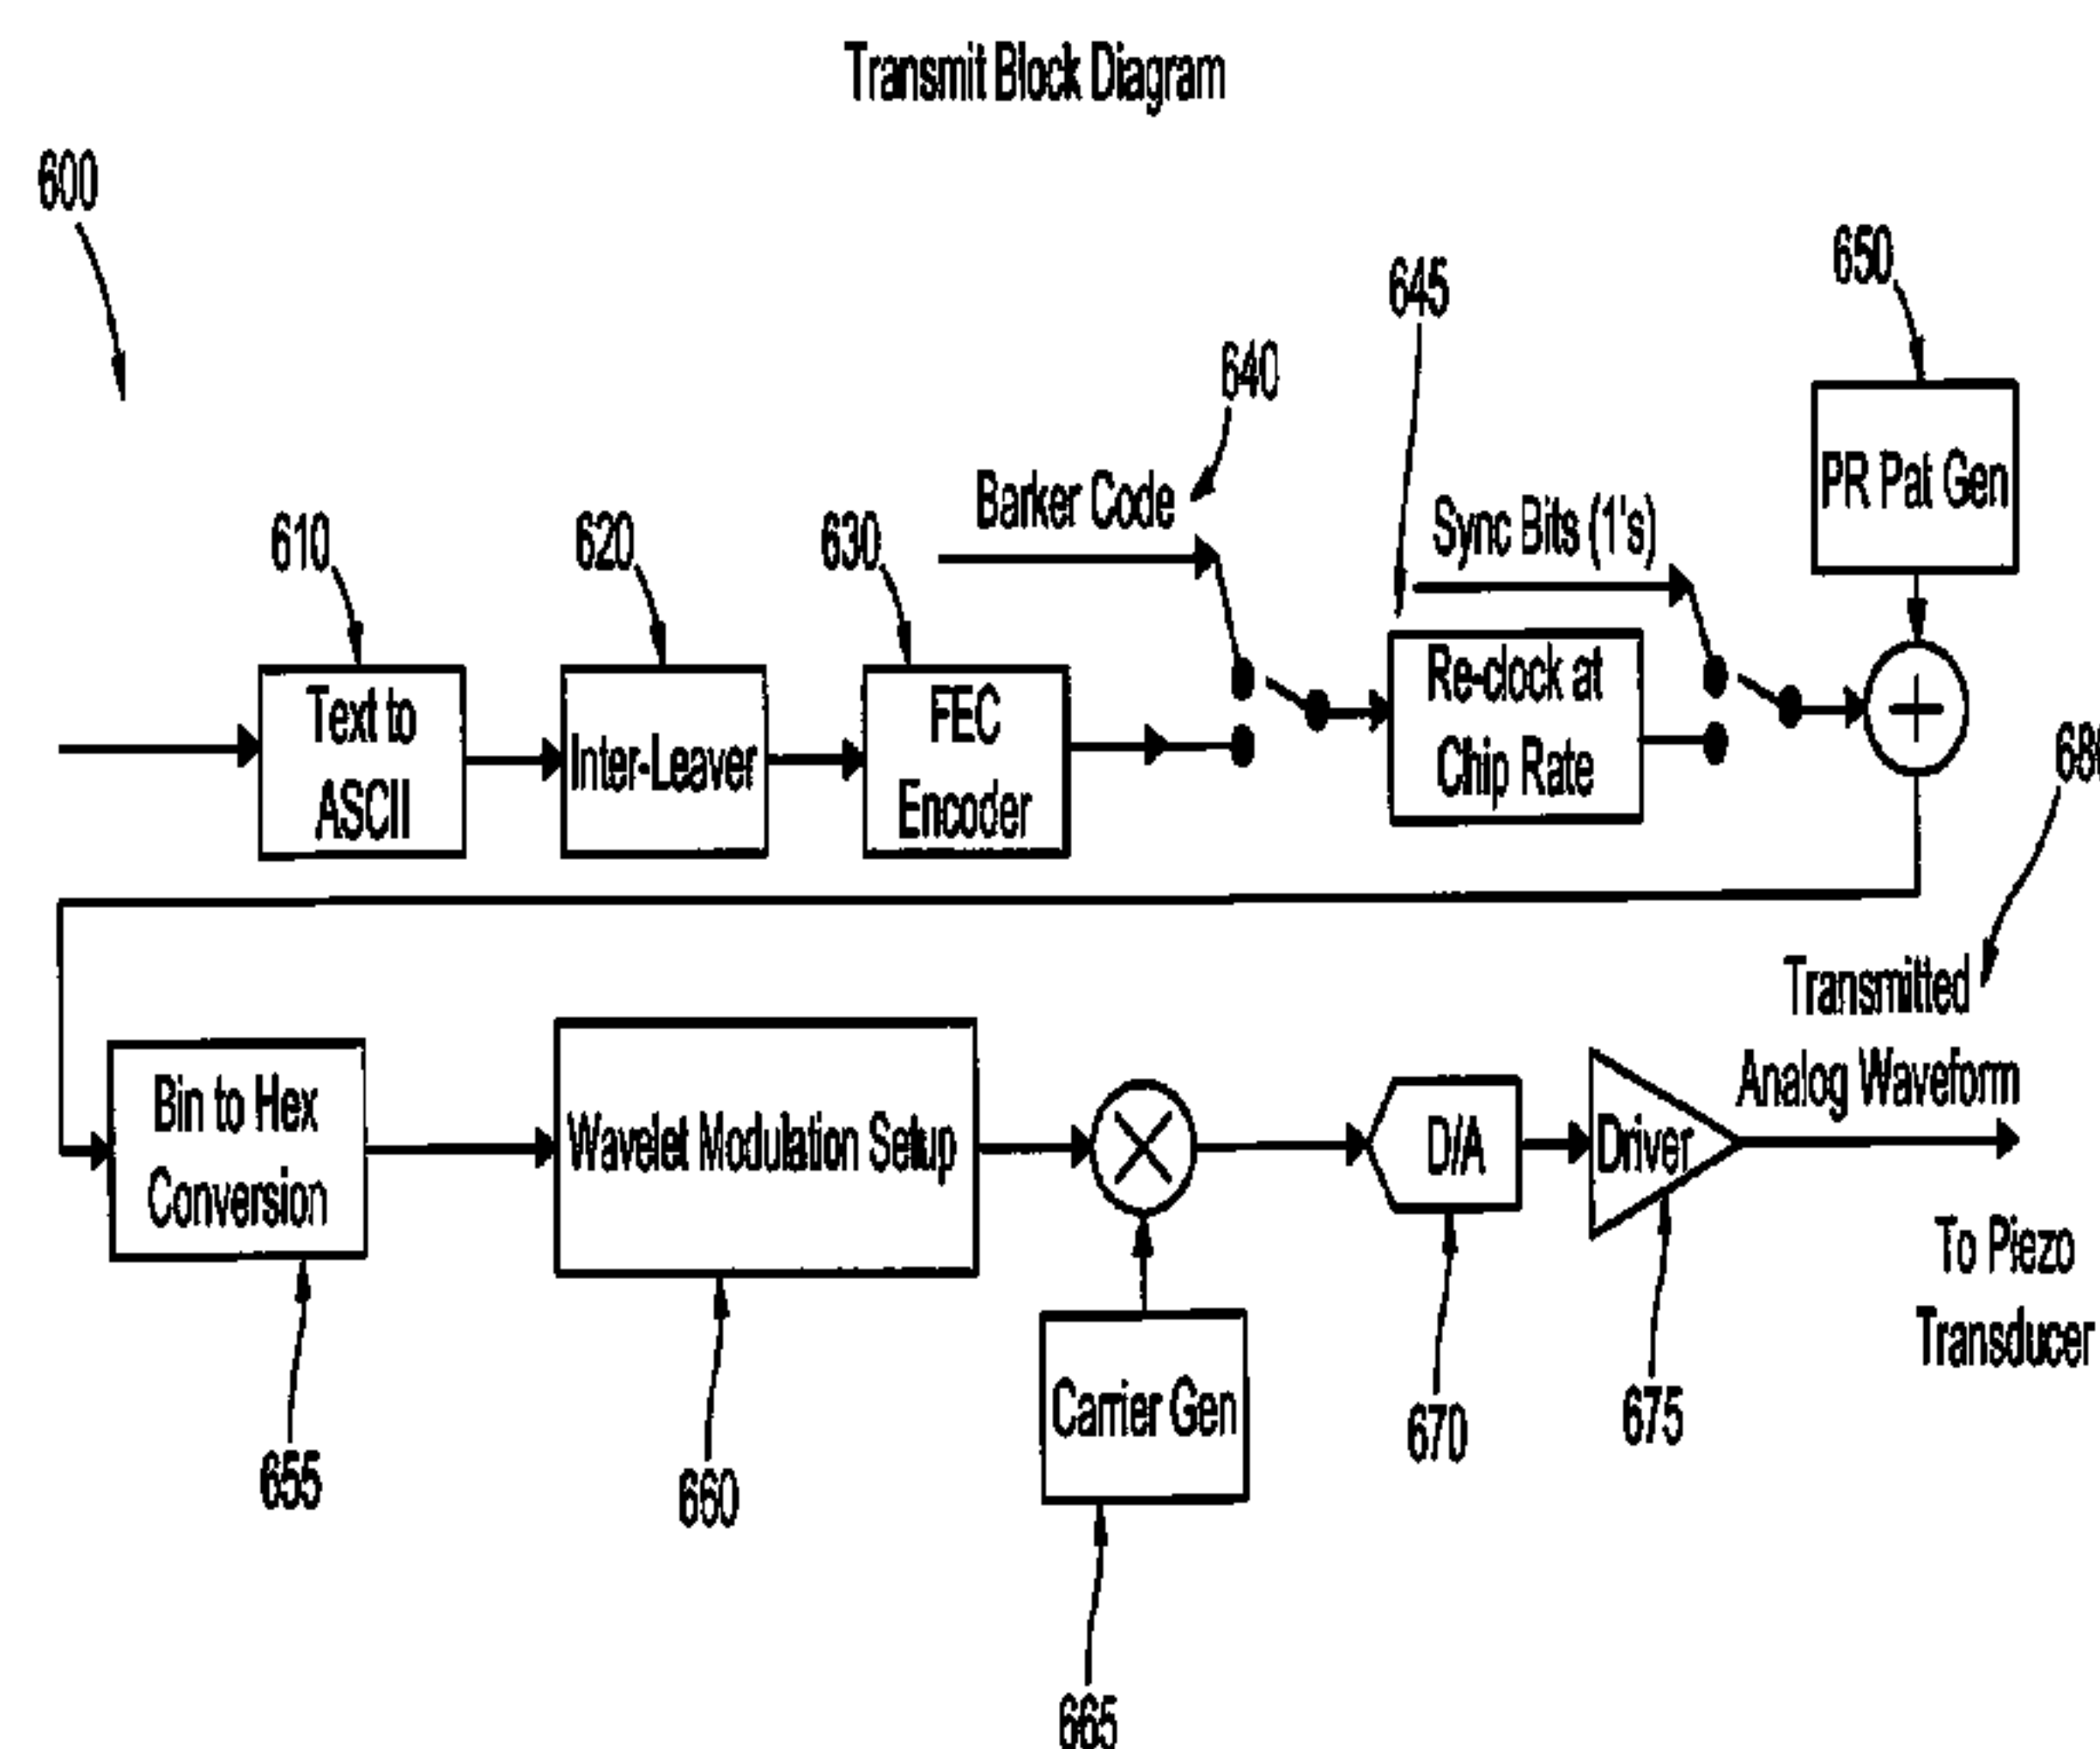 Transmit Block Diagram
600
650
645
640
PR Pat Gen
Barker Code
Sync Bits (1's)
610
620
630
Text to
ASCII
Inter-Leaver
FEC
Encoder
Re-clock at
Chip Rate
Transmitted
Analog Waveform
Bin to Hex
Conversion
Wavelet Modulation Setup
D/A
Driver
To Piezo
Transducer
Carrier Gen
655
660
670
675
665